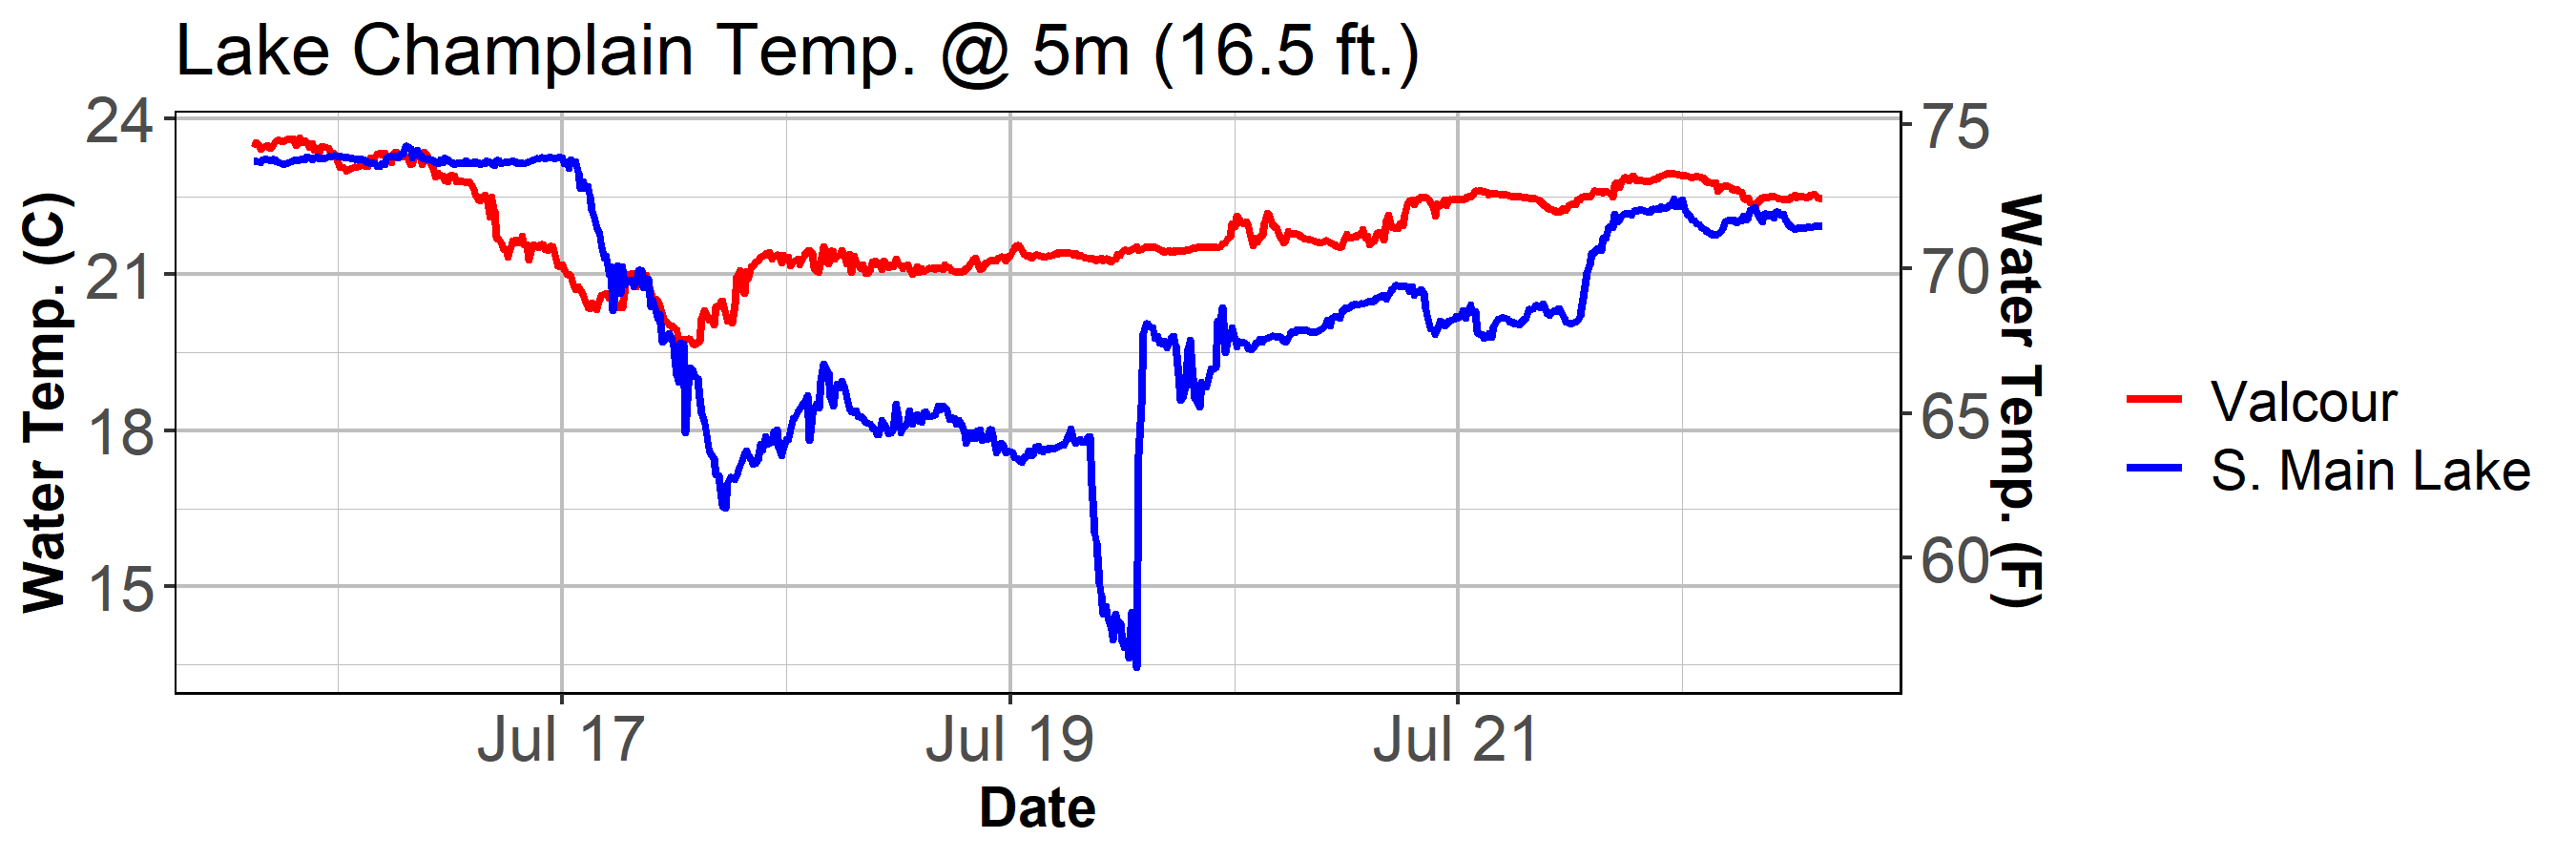 Lake Champlain Temp. @ 5m (16.5 ft.)
24
21
18
15
Water Temp. (C)
75
70
65
60
Water Temp. (F)
Jul 17
Jul 19
Jul 21
Date
Valcour
S. Main Lake